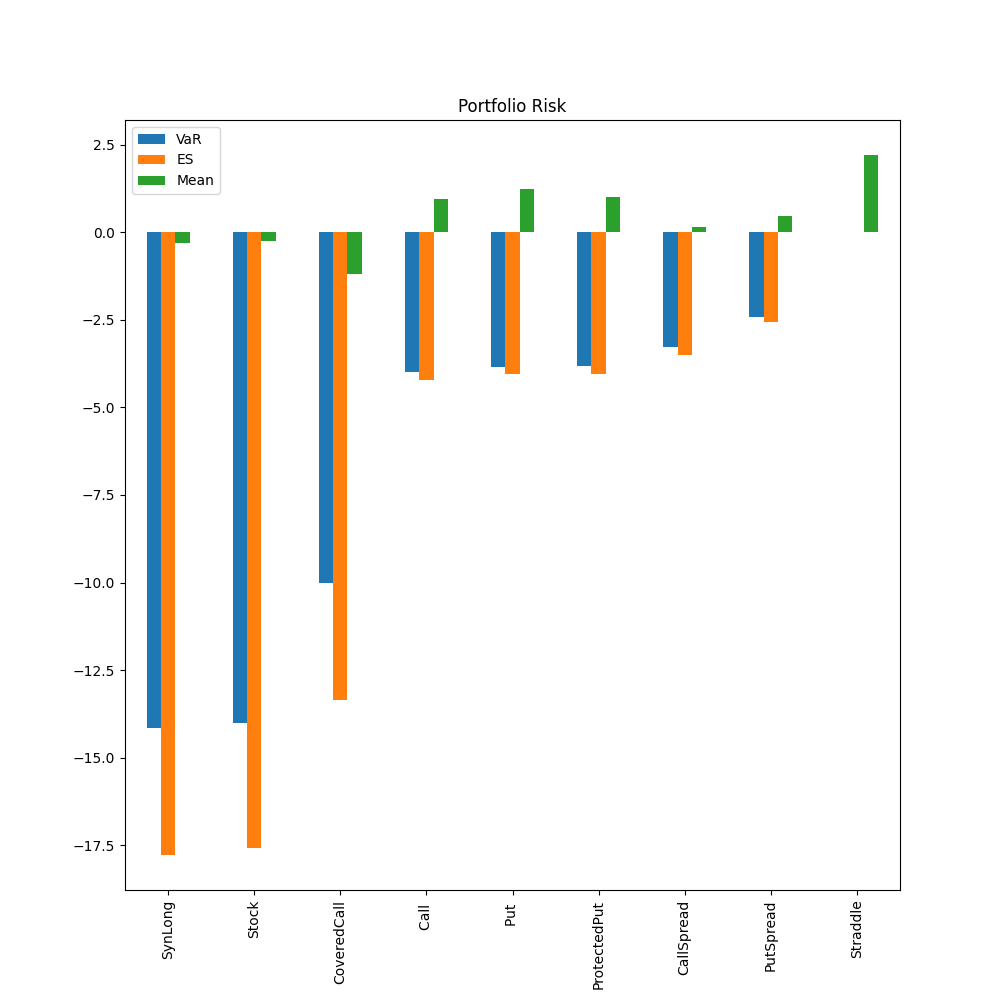 Portfolio Risk
VaR
ES
Mean
2.5
0.0
−2.5
−5.0
−7.5
−10.0
−12.5
−15.0
−17.5
SynLong
Stock
CoveredCall
Call
Put
ProtectedPut
CallSpread
PutSpread
Straddle